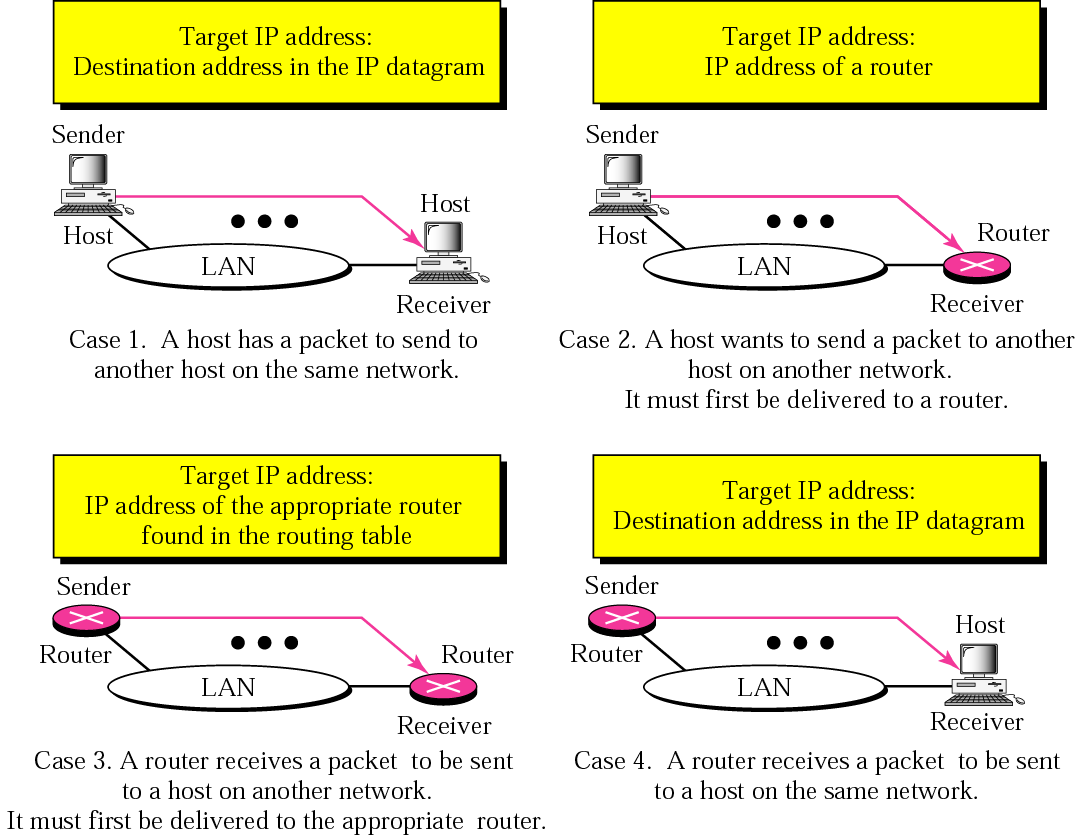 Target IP address:
Destination address in the IP datagram
Sender
Host
Host
LAN
Receiver
Case 1. A host has a packet to send to
another host on the same network.
Target IP address:
IP address of a router
Sender
Host
Router
LAN
Receiver
Case 2. A host wants to send a packet to another
host on another network.
It must first be delivered to a router.
Target IP address:
IP address of the appropriate router
found in the routing table
Sender
Router
Router
LAN
Receiver
Case 3. A router receives a packet to be sent
to a host on another network.
It must first be delivered to the appropriate router.
Target IP address:
Destination address in the IP datagram
Sender
Host
Router
LAN
Receiver
Case 4. A router receives a packet to be sent
to a host on the same network.